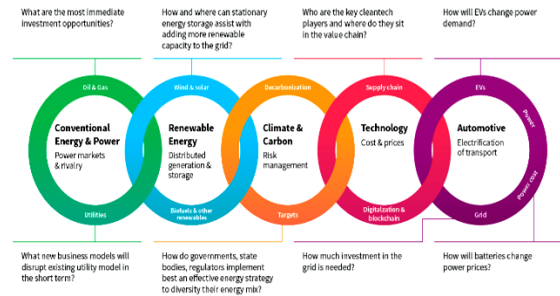 What are the most immediate
investment opportunities?
How and where can stationary
energy storage assist with
adding more renewable
capacity to the grid?
Who are the key cleantech
players and where do they sit
in the value chain?
How will EVs change power
demand?
Oil & Gas
Wind & solar
Decarbonization
Supply chain
EVs
Power
Conventional
Energy & Power
Power markets
& rivalry
Renewable
Energy
Distributed
generation &
storage
Climate &
Carbon
Risk
management
Technology
Cost & prices
Automotive
Electrification
of transport
Power cost
Utilities
Biofuels & other
renewables
Targets
Digitalization &
blockchain
Grid
What new business models will
disrupt existing utility model in
the short term?
How do governments, state
bodies, regulators implement
best an effective energy strategy
to diversity their energy mix?
How much investment in the
grid is needed?
How will batteries change
power prices?